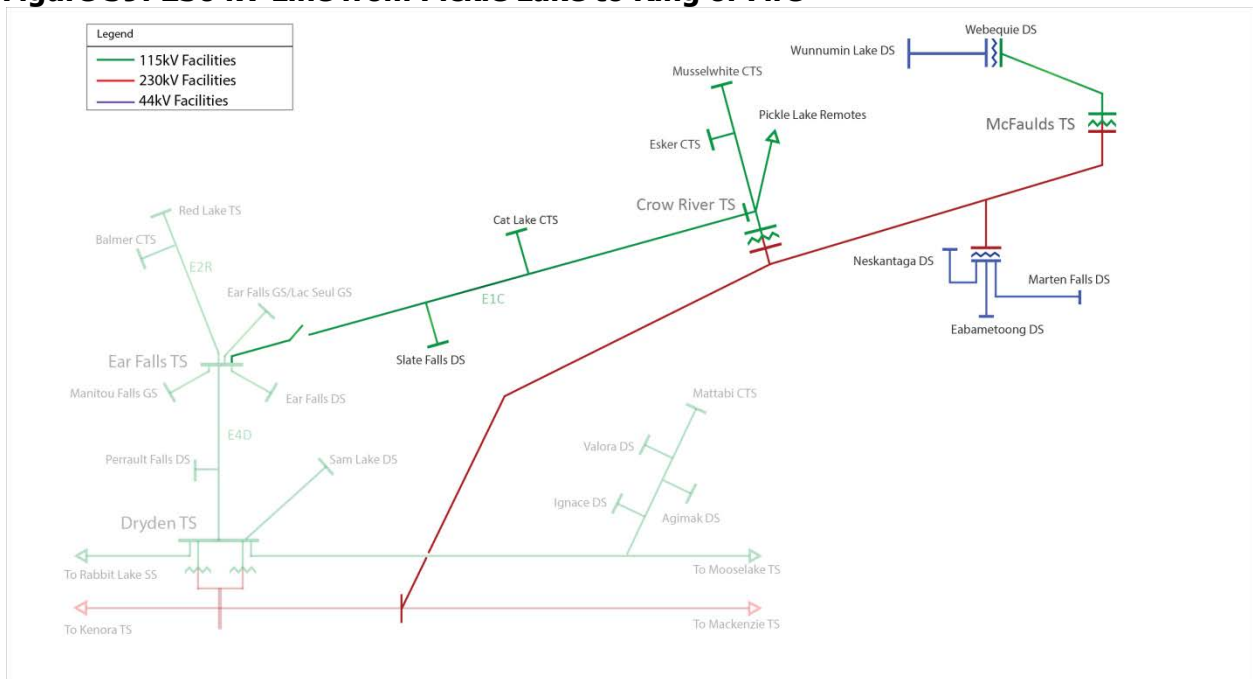 Figure 39: 230 kV Line from Pickle Lake to Ring of Fire
Legend
115kV Facilities
230kV Facilities
44kV Facilities
Webequie DS
Wunnumin Lake DS
Musselwhite CTS
Pickle Lake Remotes
McFaulds TS
Esker CTS
Crow River TS
Red Lake TS
Cat Lake CTS
Balmer CTS
E2R
Neskantaga DS
Marten Falls DS
Ear Falls GS/Lac Seul GS
E1C
Eabametoong DS
Ear Falls TS
Slate Falls DS
Manitou Falls GS
Ear Falls DS
Mattabi CTS
E4D
Valora DS
Perrault Falls DS
Sam Lake DS
Ignace DS
Agimak DS
Dryden TS
To Rabbit Lake SS
To Mooselake TS
To Kenora TS
To Mackenzie TS